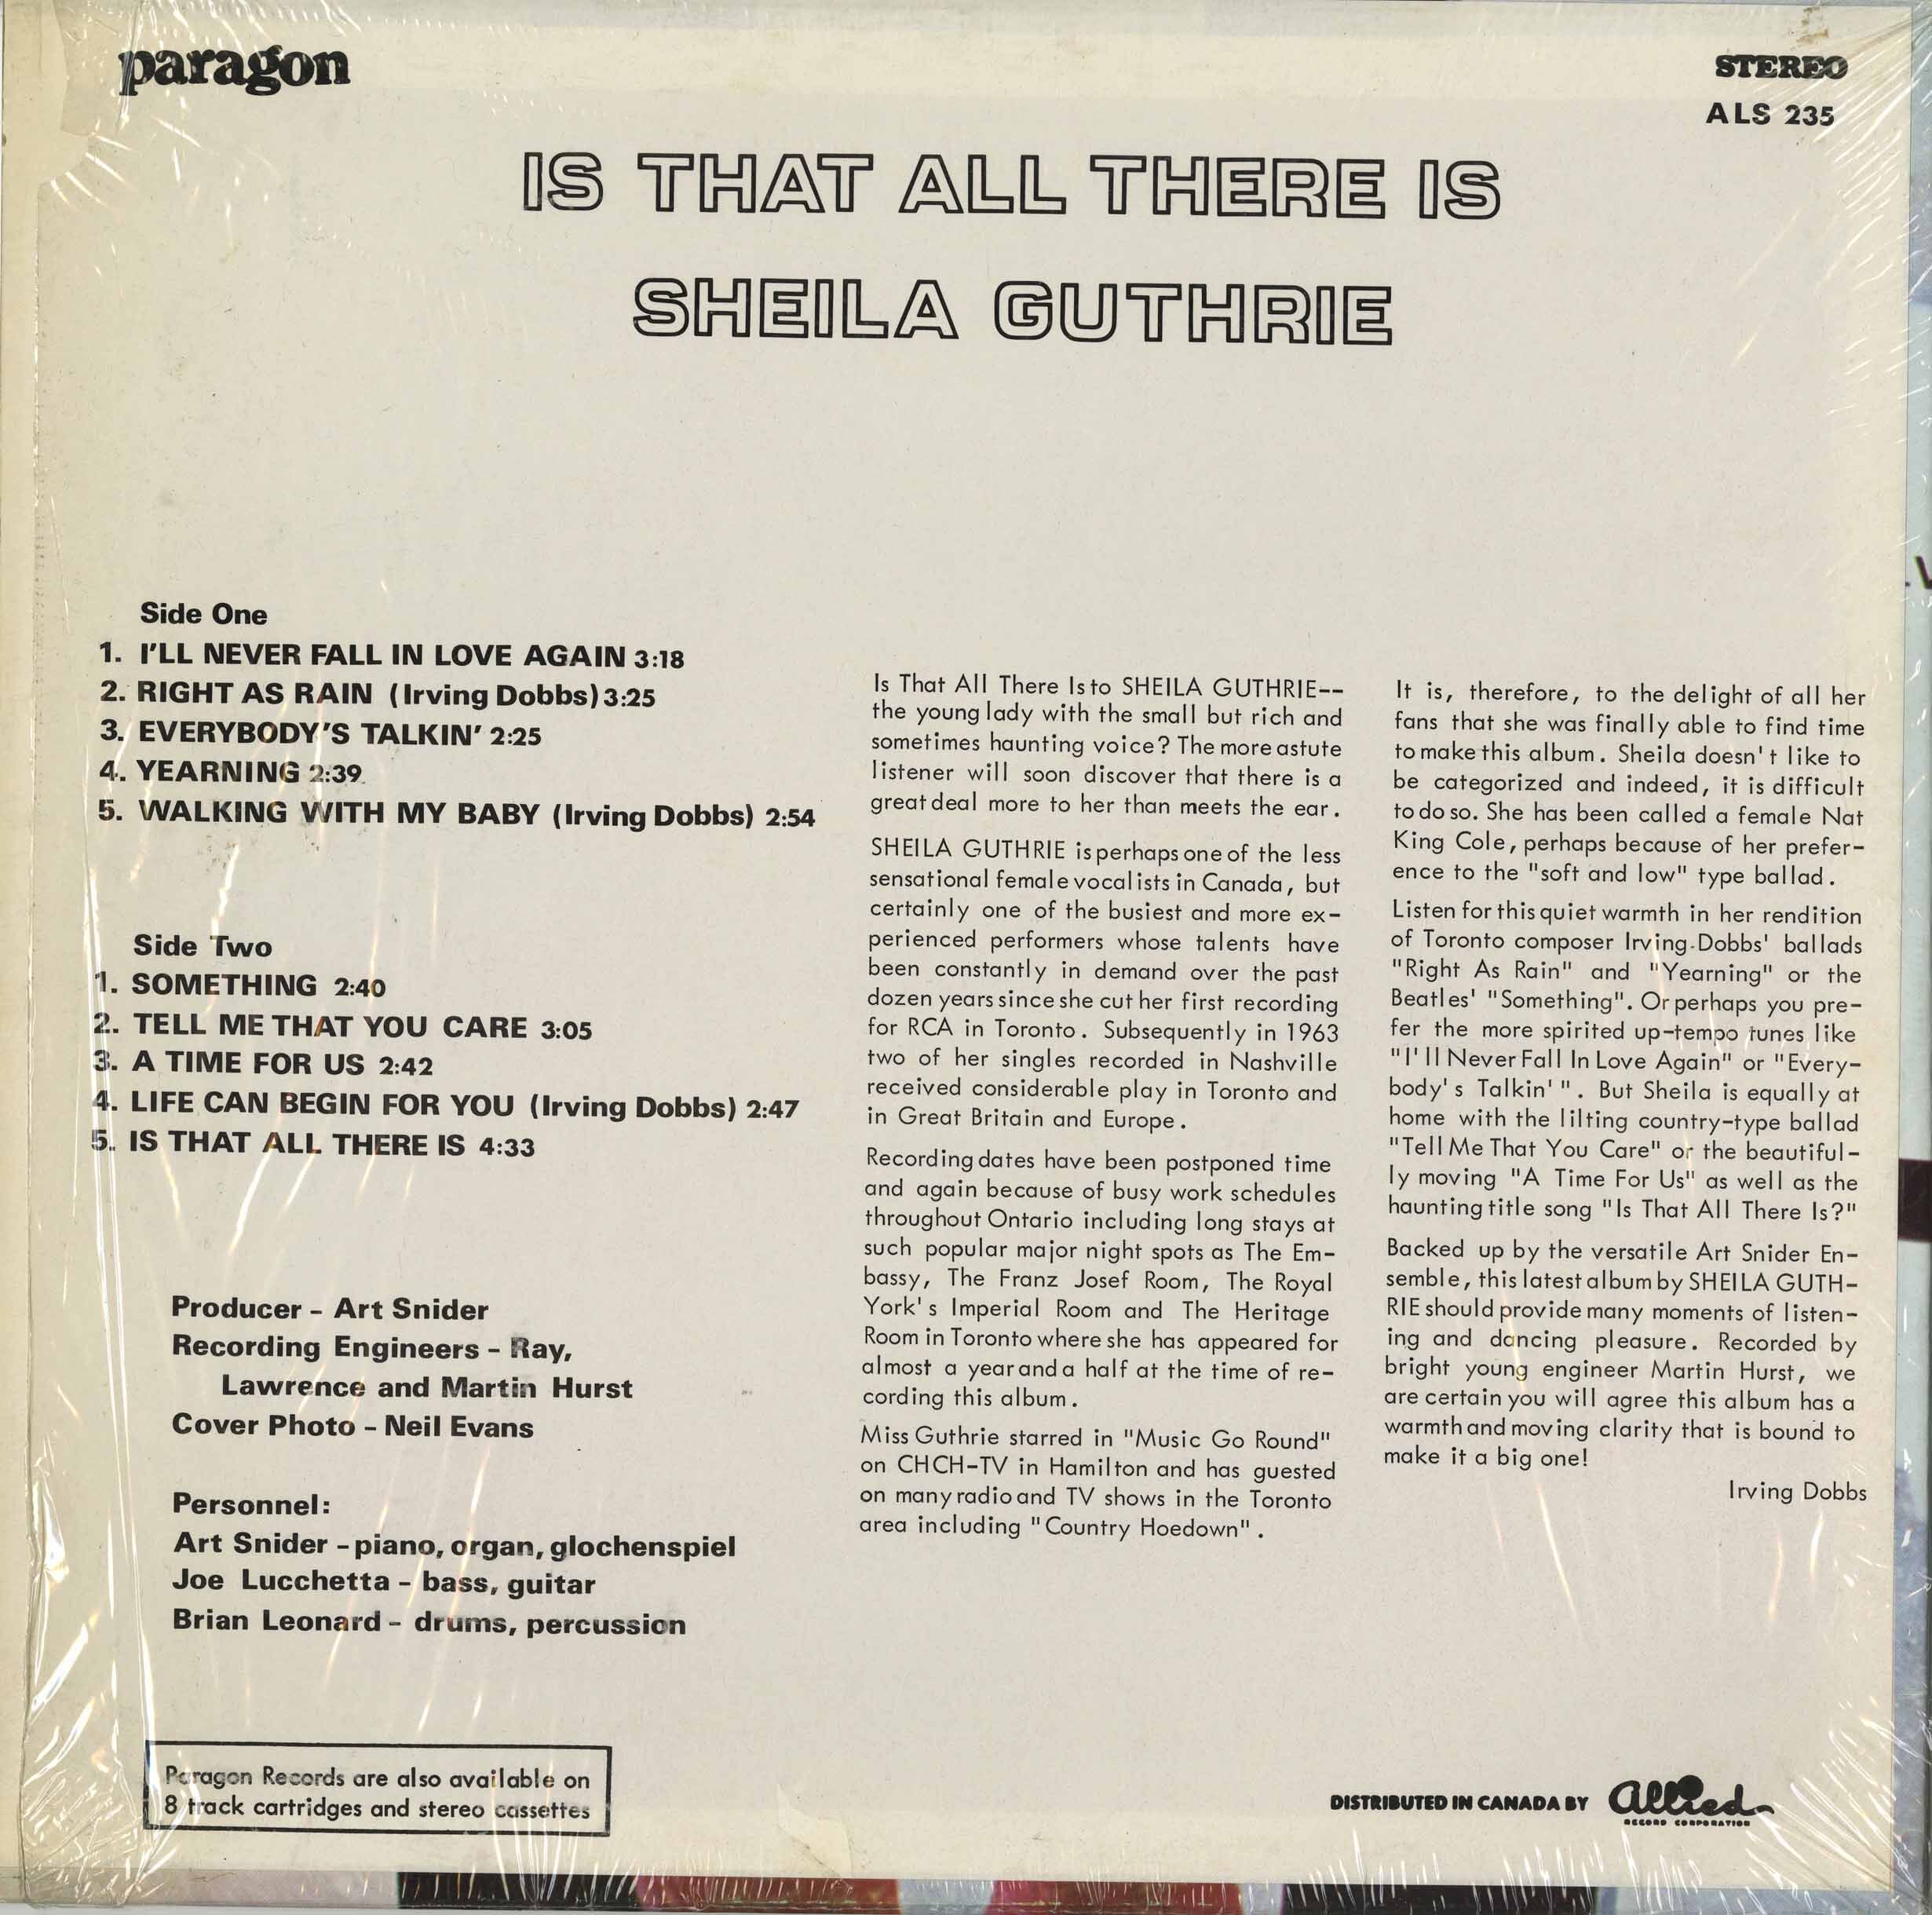 paragon
STEREO
ALS 235
IS THAT ALL THERE IS
SHEILA GUTHRIE
Side One
1. I'LL NEVER FALL IN LOVE AGAIN 3:18
2. RIGHT AS RAIN (Irving Dobbs) 3:25
3. EVERYBODY'S TALKIN' 2:25
4. YEARNING 2:39
5. WALKING WITH MY BABY (Irving Dobbs) 2:54
Side Two
1. SOMETHING 2:40
2. TELL ME THAT YOU CARE 3:05
3. A TIME FOR US 2:42
4. LIFE CAN BEGIN FOR YOU (Irving Dobbs) 2:47
5. IS THAT ALL THERE IS 4:33
Producer - Art Snider
Recording Engineers - Ray,
Lawrence and Martin Hurst
Cover Photo - Neil Evans
Personnel:
Art Snider - piano, organ, glochenspiel
Joe Lucchetta - bass, guitar
Brian Leonard - drums, percussion
Paragon Records are also available on
8 track cartridges and stereo cassettes
Is That All There Is to SHEILA GUTHRIE--
the young lady with the small but rich and
sometimes haunting voice? The more astute
listener will soon discover that there is a
great deal more to her than meets the ear.
SHEILA GUTHRIE is perhaps one of the less
sensational female vocalists in Canada, but
certainly one of the busiest and more ex-
perienced performers whose talents have
been constantly in demand over the past
dozen years since she cut her first recording
for RCA in Toronto. Subsequently in 1963
two of her singles recorded in Nashville
received considerable play in Toronto and
in Great Britain and Europe.
Recording dates have been postponed time
and again because of busy work schedules
throughout Ontario including long stays at
such popular major night spots as The Em-
bassy, The Franz Josef Room, The Royal
York's Imperial Room and The Heritage
Room in Toronto where she has appeared for
almost a year and a half at the time of re-
cording this album.
Miss Guthrie starred in "Music Go Round"
on CHCH-TV in Hamilton and has guested
on many radio and TV shows in the Toronto
area including "Country Hoedown".
It is, therefore, to the delight of all her
fans that she was finally able to find time
to make this album. Sheila doesn't like to
be categorized and indeed, it is difficult
to do so. She has been called a female Nat
King Cole, perhaps because of her prefer-
ence to the "soft and low" type ballad.
Listen for this quiet warmth in her rendition
of Toronto composer Irving Dobbs' ballads
"Right As Rain" and "Yearning" or the
Beatles' "Something". Or perhaps you pre-
fer the more spirited up-tempo tunes like
"I'll Never Fall In Love Again" or "Every-
body's Talkin'". But Sheila is equally at
home with the lilting country-type ballad
"Tell Me That You Care" or the beautiful-
ly moving "A Time For Us" as well as the
haunting title song "Is That All There Is?"
Backed up by the versatile Art Snider En-
semble, this latest album by SHEILA GUTH-
RIE should provide many moments of listen-
ing and dancing pleasure. Recorded by
bright young engineer Martin Hurst, we
are certain you will agree this album has a
warmth and moving clarity that is bound to
make it a big one!
Irving Dobbs
DISTRIBUTED IN CANADA BY Allied
RECORD CORPORATION